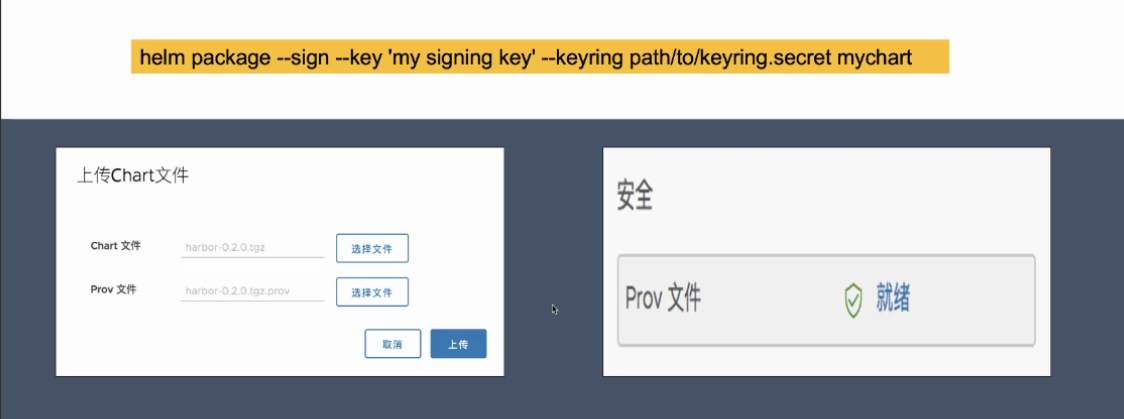 helm package --sign --key 'my signing key' --keyring path/to/keyring.secret mychart
上传Chart文件
Chart 文件 harbor-0.2.0.tgz 选择文件
Prov 文件 harbor-0.2.0.tgz.prov 选择文件
取消 上传
安全
Prov 文件 就绪